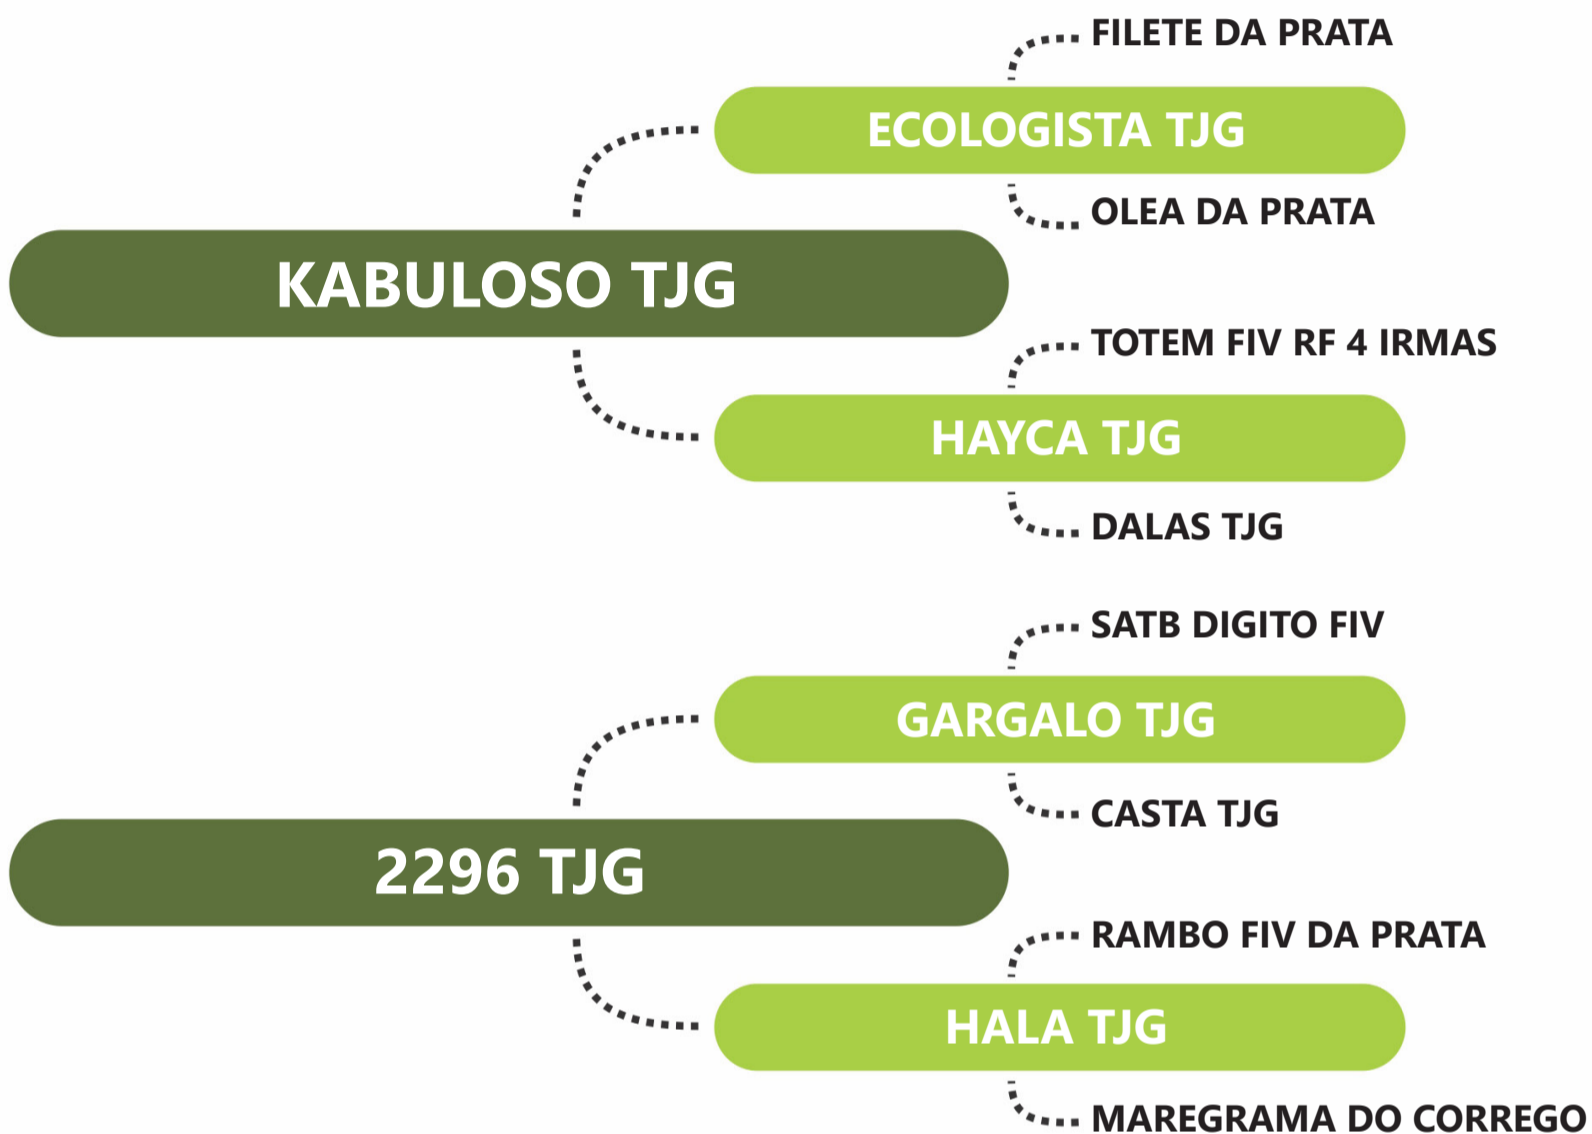 FILETE DA PRATA
ECOLOGISTA TJG
OLEA DA PRATA
KABULOSO TJG
TOTEM FIV RF 4 IRMAS
HAYCA TJG
DALAS TJG
SATB DIGITO FIV
GARGALO TJG
CASTA TJG
2296 TJG
RAMBO FIV DA PRATA
HALA TJG
MAREGRAMA DO CORREGO